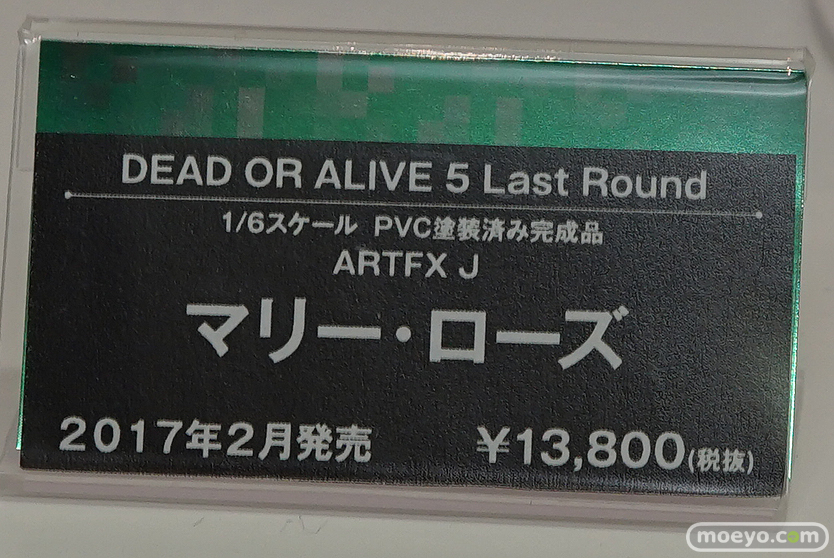 DEAD OR ALIVE 5 Last Round
1/6スケール PVC塗装済み完成品
ARTFX J
マリー・ローズ
2017年2月発売 ¥13,800(税抜)
moeyo.com